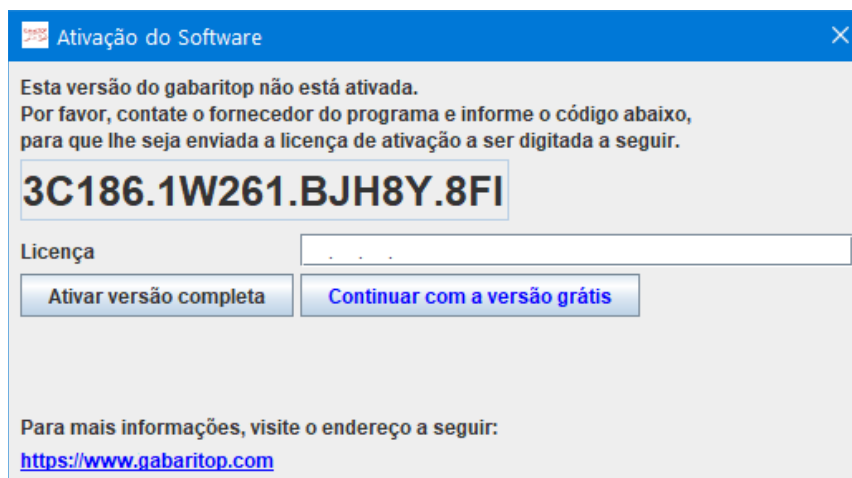 Ativação do Software
Esta versão do gabaritop não está ativada.
Por favor, contate o fornecedor do programa e informe o código abaixo,
para que lhe seja enviada a licença de ativação a ser digitada a seguir.
3C186.1W261.BJH8Y.8FI
Licença . . .
Ativar versão completa Continuar com a versão grátis
Para mais informações, visite o endereço a seguir:
https://www.gabaritop.com